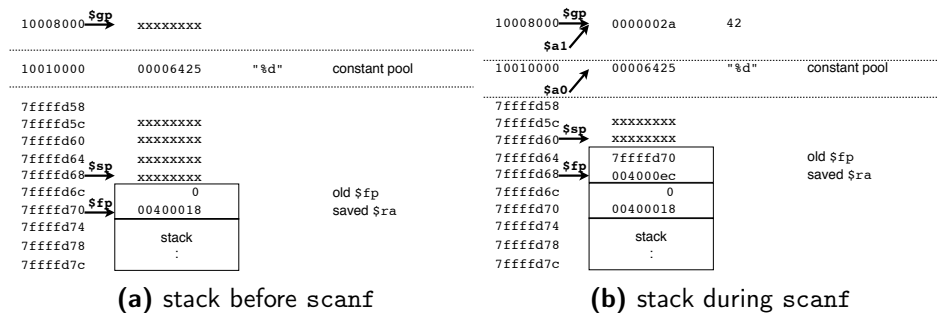 10008000 $gp xxxxxxxx
10010000 00006425 "%d" constant pool
7ffffd58
7ffffd5c xxxxxxxx
7ffffd60 xxxxxxxx
7ffffd64 xxxxxxxx
7ffffd68 $sp xxxxxxxx
7ffffd6c 0 old $fp
7ffffd70 $fp 00400018 saved $ra
7ffffd74 stack
7ffffd78 :
7ffffd7c
(a) stack before scanf
10008000 $gp 0000002a 42
$a1
10010000 00006425 "%d" constant pool
$a0
7ffffd58
7ffffd5c xxxxxxxx
7ffffd60 $sp xxxxxxxx
7ffffd64 7ffffd70 old $fp
7ffffd68 $fp 004000ec saved $ra
7ffffd6c 0
7ffffd70 00400018
7ffffd74 stack
7ffffd78 :
7ffffd7c
(b) stack during scanf